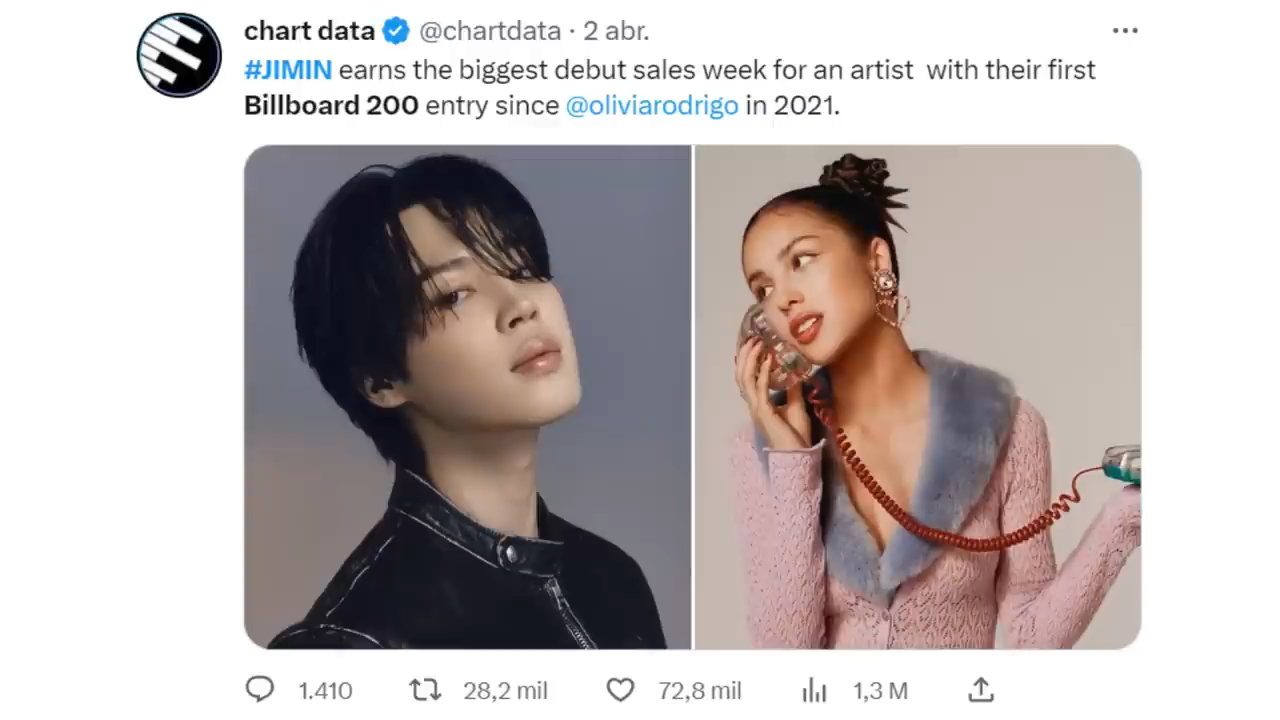 chart data @chartdata · 2 abr.
#JIMIN earns the biggest debut sales week for an artist with their first
Billboard 200 entry since @oliviarodrigo in 2021.
1.410 28,2 mil 72,8 mil 1,3 M